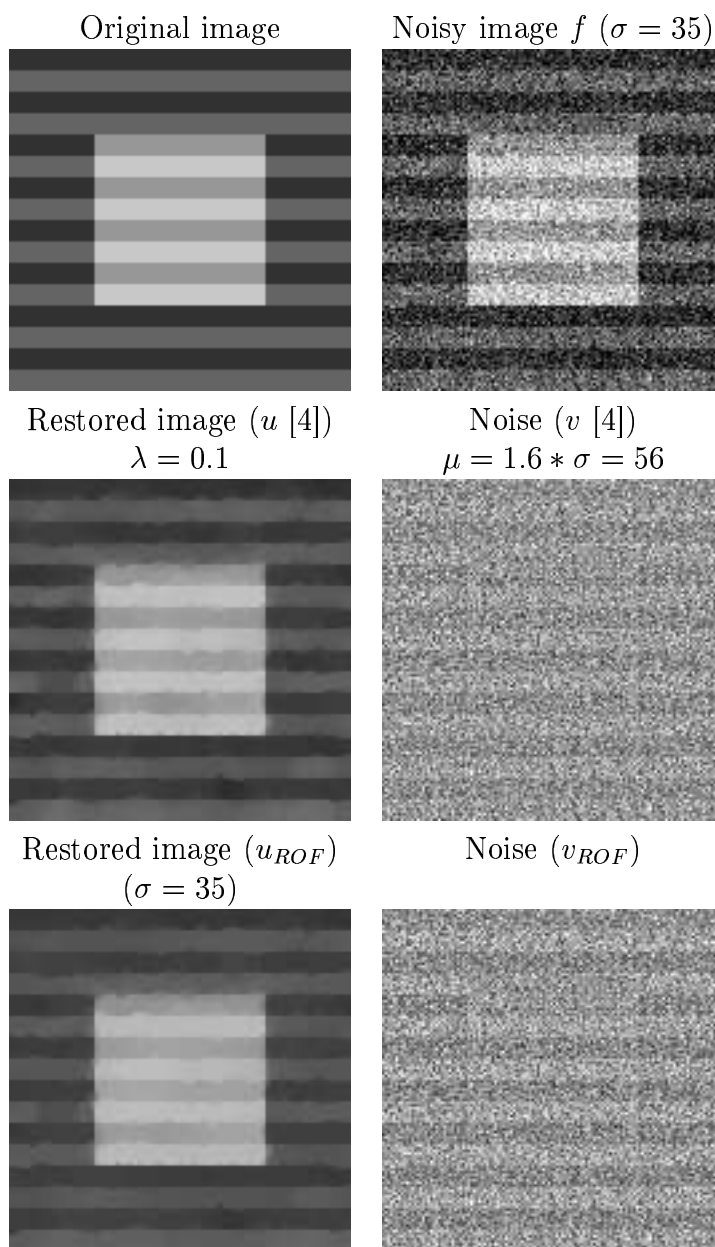 Original image
Noisy image f (σ = 35)
Restored image (u [4])
λ = 0.1
Noise (v [4])
μ = 1.6 * σ = 56
Restored image (u_ROF)
(σ = 35)
Noise (v_ROF)